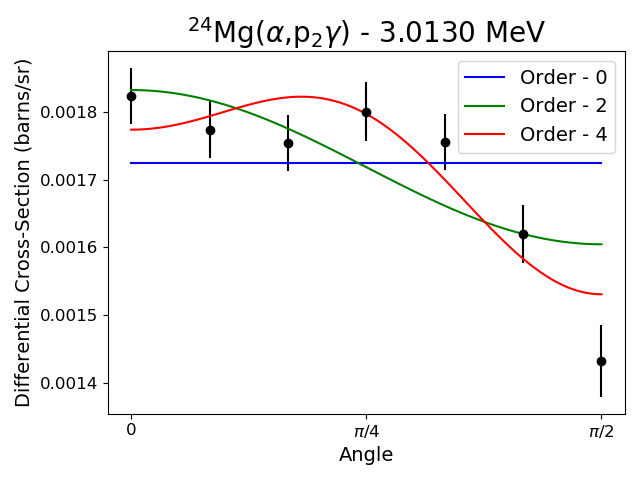 ²⁴Mg(α,p₂γ) - 3.0130 MeV
Order - 0
Order - 2
Order - 4
Differential Cross-Section (barns/sr)
0.0018
0.0017
0.0016
0.0015
0.0014
0
π/4
π/2
Angle